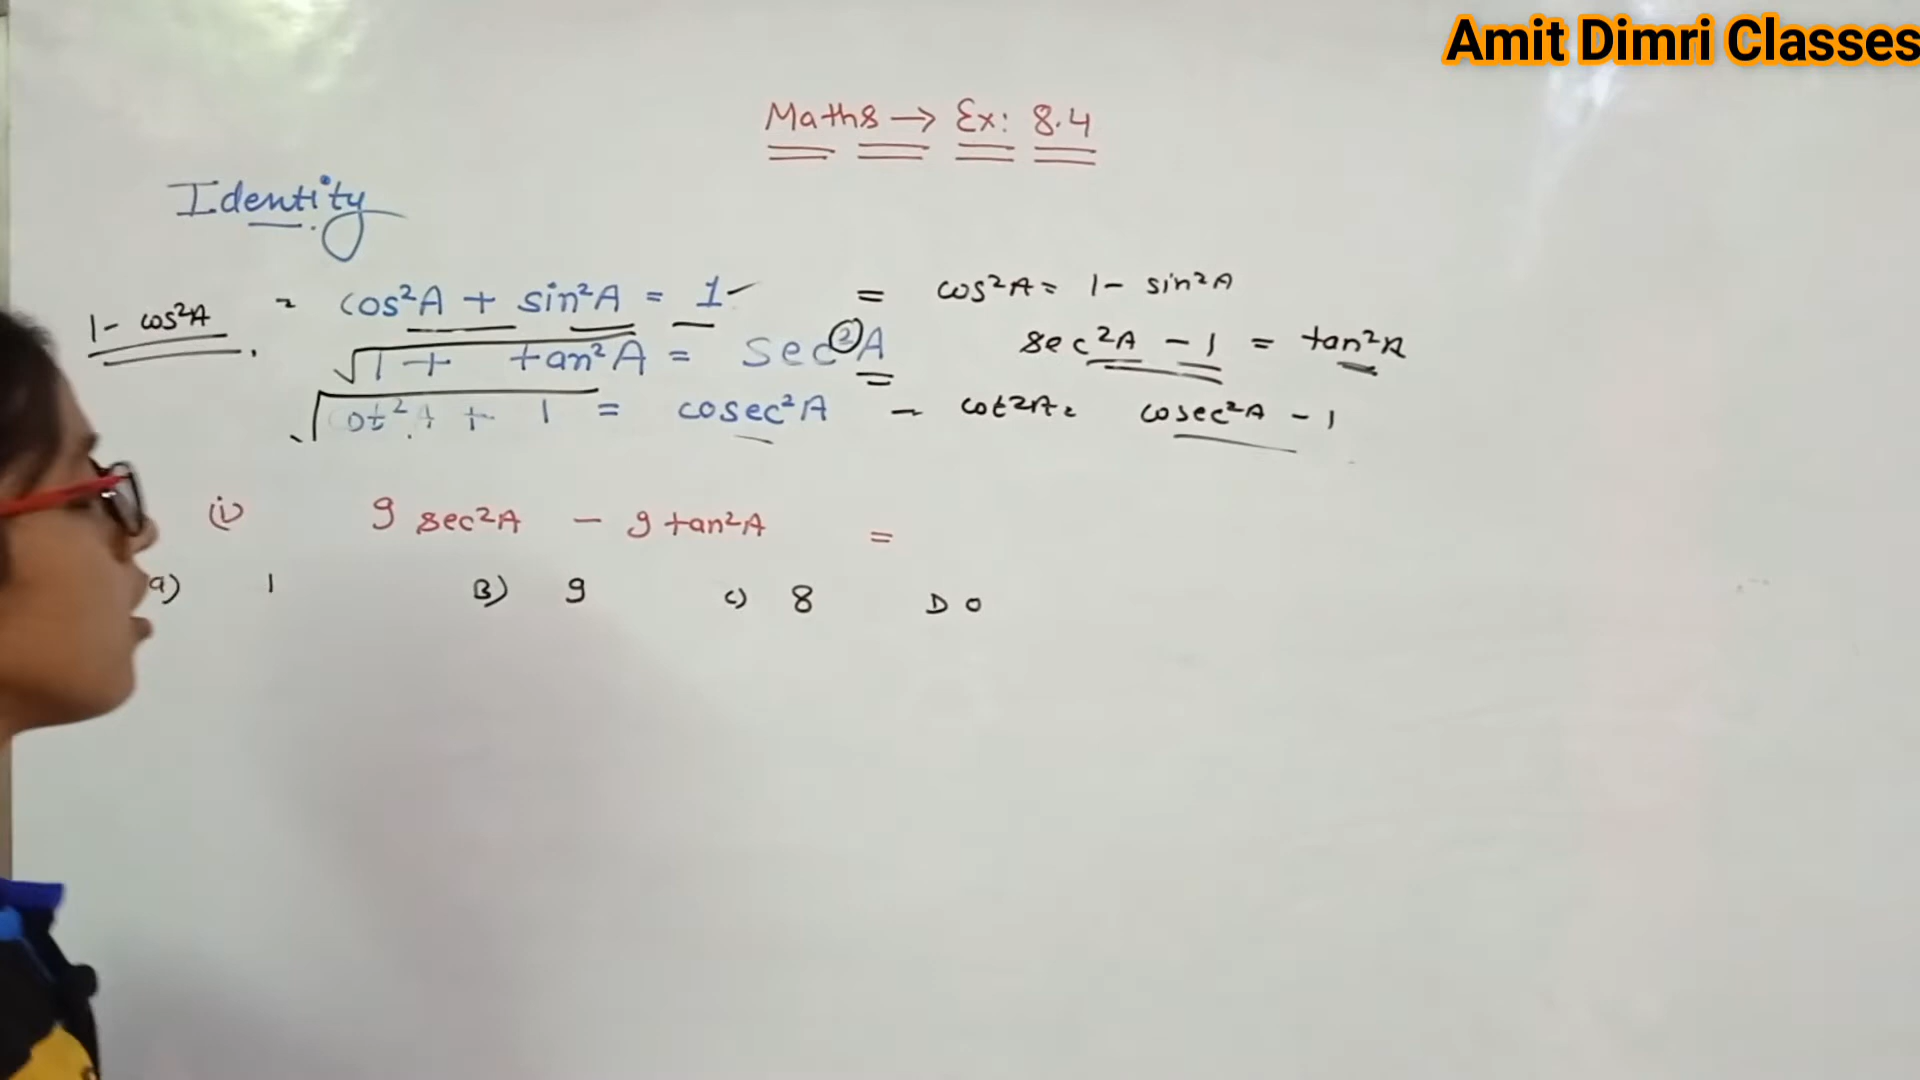 Amit Dimri Classes
Maths → Ex: 8.4
Identity
1 - cos²A = cos²A + sin²A = 1 = cos²A = 1 - sin²A
√1 + tan²A = sec²A sec²A - 1 = tan²A
√cot²A + 1 = cosec²A - cot²A = cosec²A - 1
(i) 9 sec²A - 9 tan²A =
a) 1 B) 9 c) 8 D 0